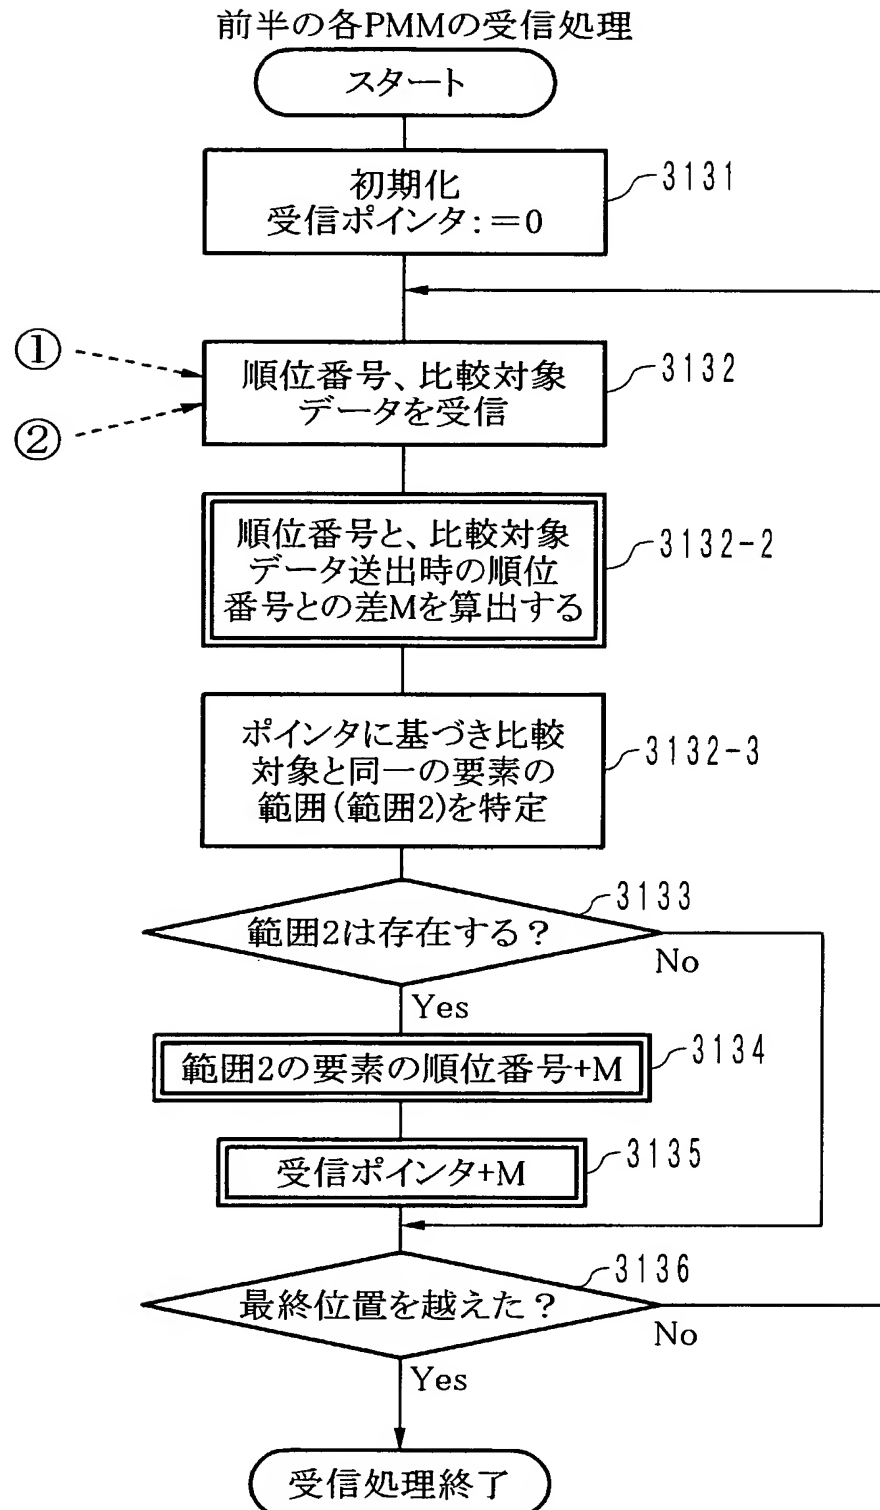 前半の各PMMの受信処理
スタート
初期化
受信ポインタ:=0
3131
①
②
順位番号、比較対象
データを受信
3132
順位番号と、比較対象
データ送出時の順位
番号との差Mを算出する
3132-2
ポインタに基づき比較
対象と同一の要素の
範囲(範囲2)を特定
3132-3
範囲2は存在する?
3133
No
Yes
範囲2の要素の順位番号+M
3134
受信ポインタ+M
3135
最終位置を越えた?
3136
No
Yes
受信処理終了